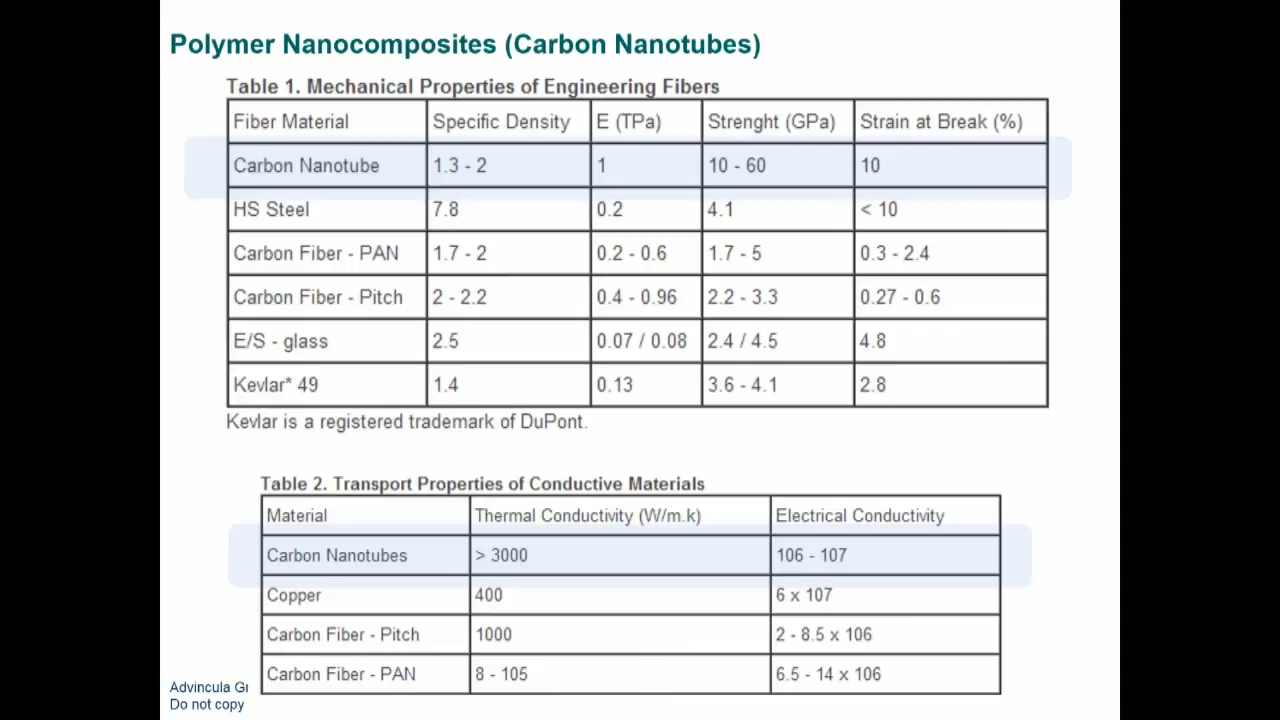 Polymer Nanocomposites (Carbon Nanotubes)
Table 1. Mechanical Properties of Engineering Fibers
Fiber Material Specific Density E (TPa) Strenght (GPa) Strain at Break (%)
Carbon Nanotube 1.3 - 2 1 10 - 60 10
HS Steel 7.8 0.2 4.1 < 10
Carbon Fiber - PAN 1.7 - 2 0.2 - 0.6 1.7 - 5 0.3 - 2.4
Carbon Fiber - Pitch 2 - 2.2 0.4 - 0.96 2.2 - 3.3 0.27 - 0.6
E/S - glass 2.5 0.07 / 0.08 2.4 / 4.5 4.8
Kevlar* 49 1.4 0.13 3.6 - 4.1 2.8
Kevlar is a registered trademark of DuPont.
Table 2. Transport Properties of Conductive Materials
Material Thermal Conductivity (W/m.k) Electrical Conductivity
Carbon Nanotubes > 3000 106 - 107
Copper 400 6 x 107
Carbon Fiber - Pitch 1000 2 - 8.5 x 106
Carbon Fiber - PAN 8 - 105 6.5 - 14 x 106
Advincula
Do not copy